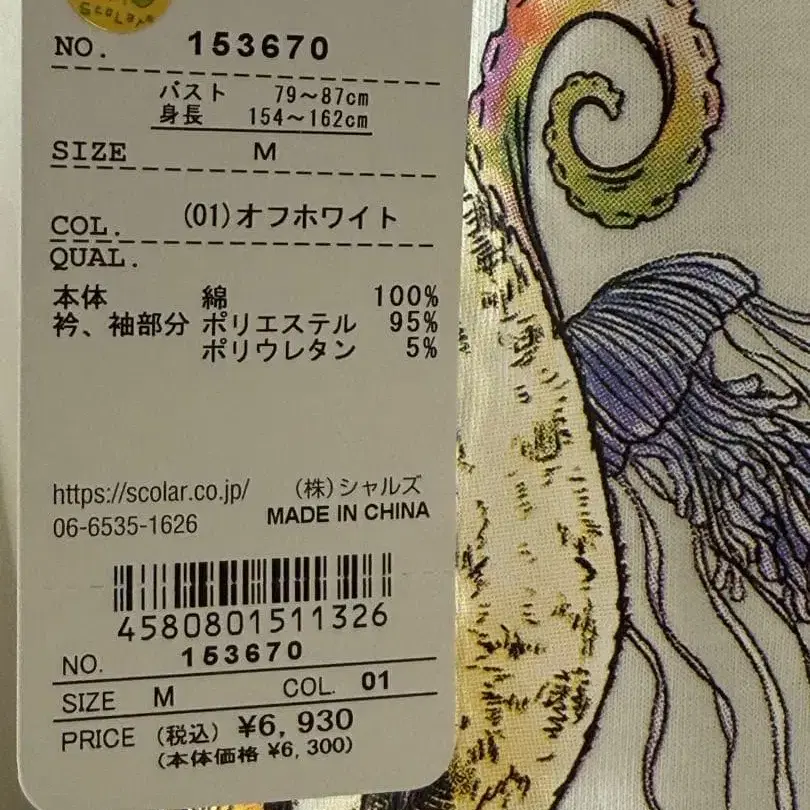 ScoLar
NO. 153670
バスト 79～87cm
身長 154～162cm
SIZE M
COL. (01)オフホワイト
QUAL.
本体 綿 100%
衿、袖部分 ポリエステル 95%
ポリウレタン 5%
https://scolar.co.jp/ (株)シャルズ
06-6535-1626 MADE IN CHINA
4580801511326
NO. 153670
SIZE M COL. 01
PRICE (税込) ¥6,930
(本体価格 ¥6,300)